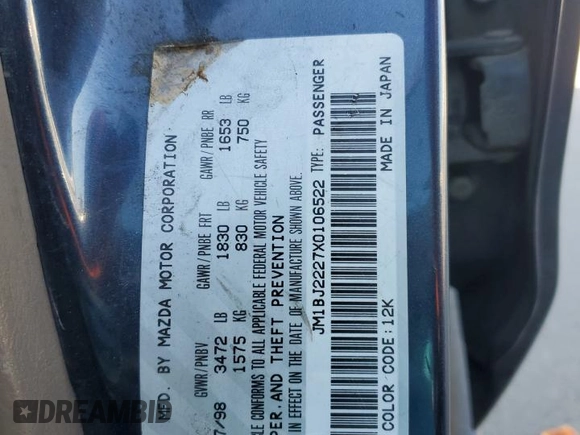 MFD. BY MAZDA MOTOR CORPORATION
GVWR/PNBV GAWR/PNBE FRT GAWR/PNBE RR
7/98 3472 LB 1830 LB 1653 LB
1575 KG 830 KG 750 KG
CONFORMS TO ALL APPLICABLE FEDERAL MOTOR VEHICLE SAFETY
PER. AND THEFT PREVENTION
IN EFFECT ON THE DATE OF MANUFACTURE SHOWN ABOVE.
JM1BJ2227X0106522 TYPE: PASSENGER
COLOR CODE: 12K MADE IN JAPAN
DREAMBID